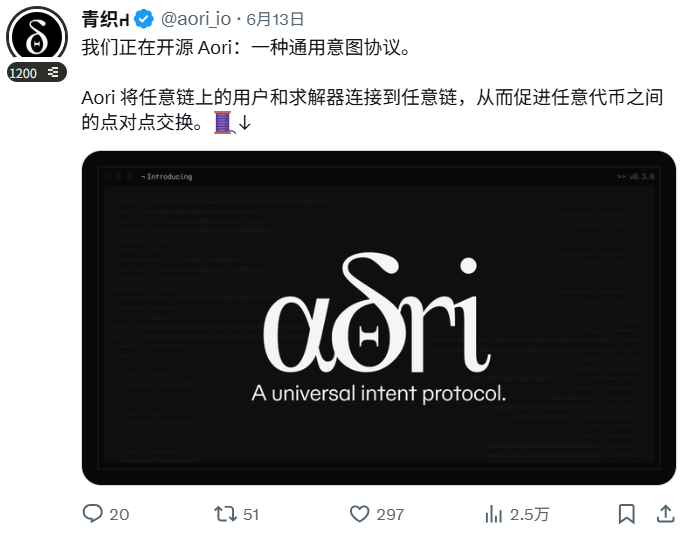 青织 @aori_io · 6月13日
1200
我们正在开源 Aori：一种通用意图协议。
Aori 将任意链上的用户和求解器连接到任意链，从而促进任意代币之间
的点对点交换。🧵↓
~ Introducing
>> v0.3.0
aori
A universal intent protocol.
20 51 297 2.5万